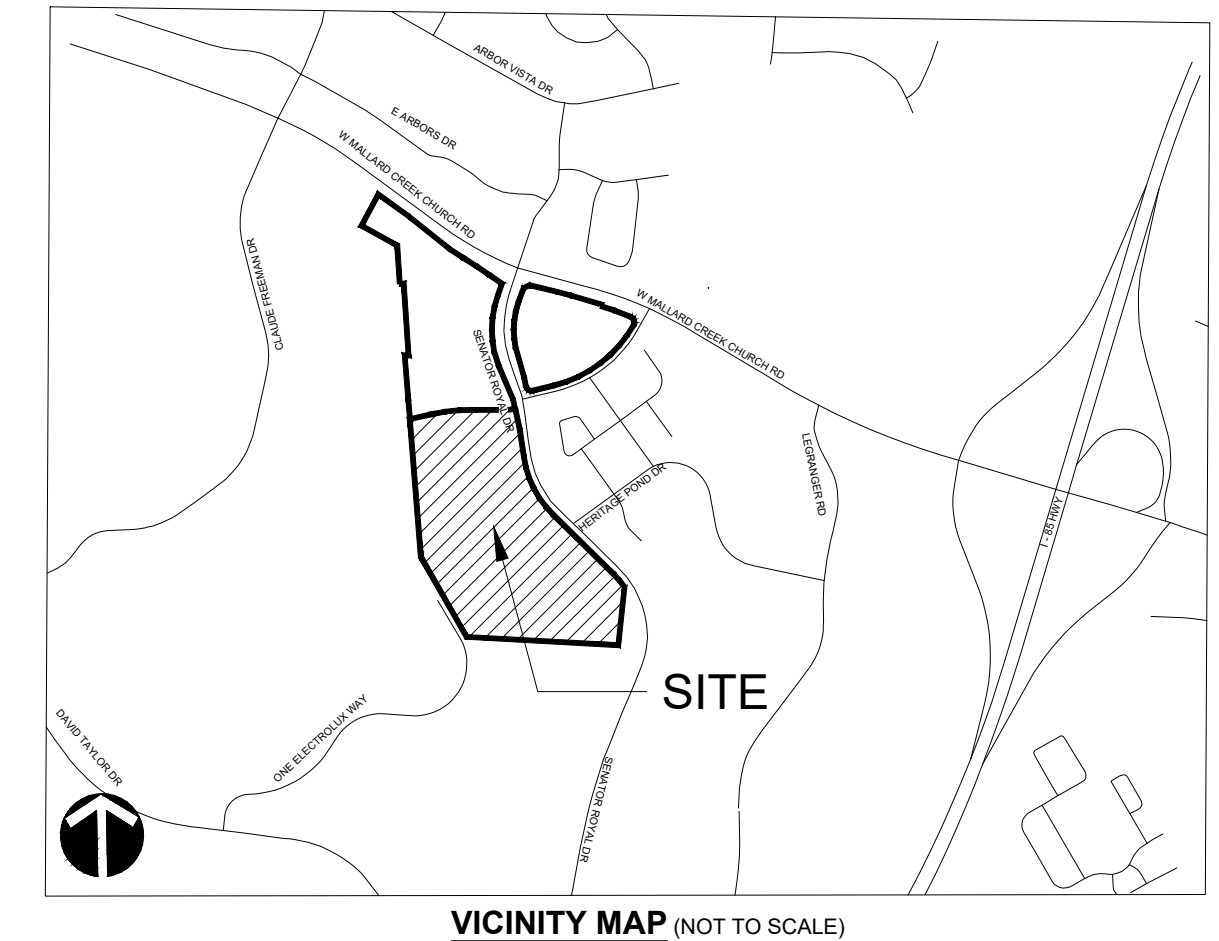 ARBOR VISTA DR
E ARBORS DR
W MALLARD CREEK CHURCH RD
CLAUDE FREEMAN DR
W MALLARD CREEK CHURCH RD
SENATOR ROYAL DR
LEGRANGER RD
HERITAGE POND DR
I - 85 HWY
SITE
DAVID TAYLOR DR
ONE ELECTROLUX WAY
SENATOR ROYAL DR
VICINITY MAP (NOT TO SCALE)